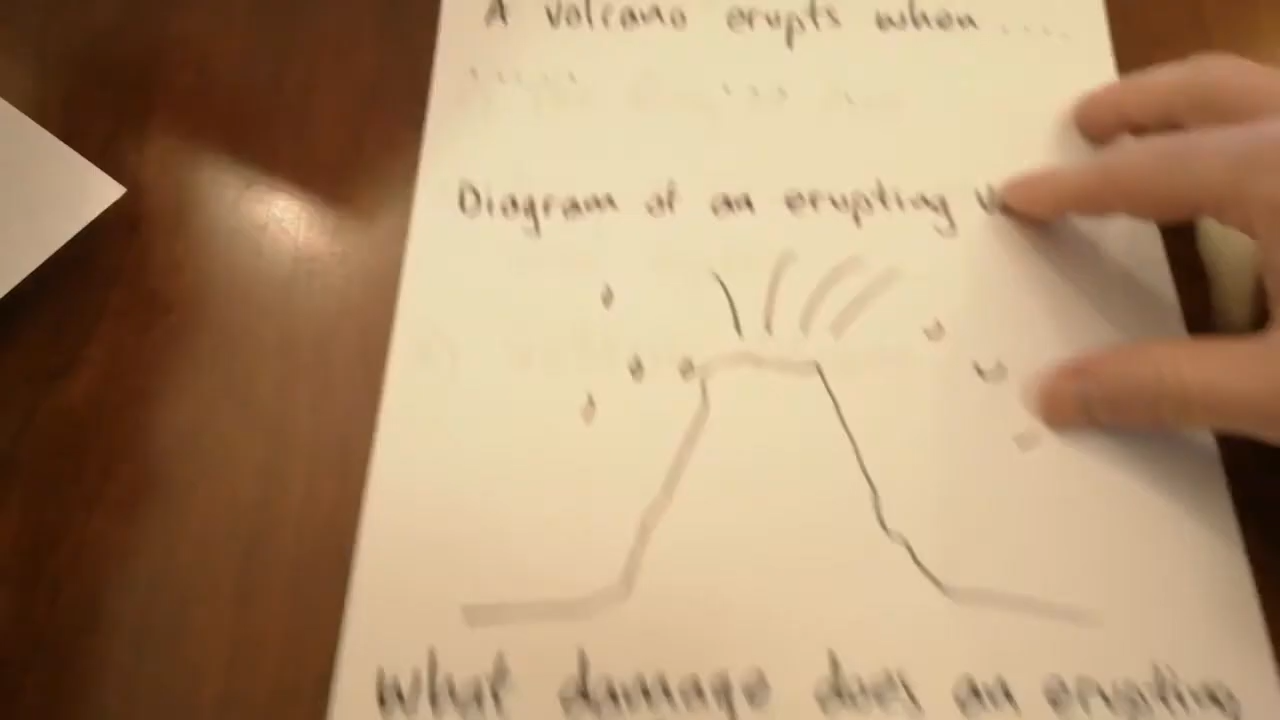 A volcano erupts when ....
Diagram of an erupting
What damage does an erupting